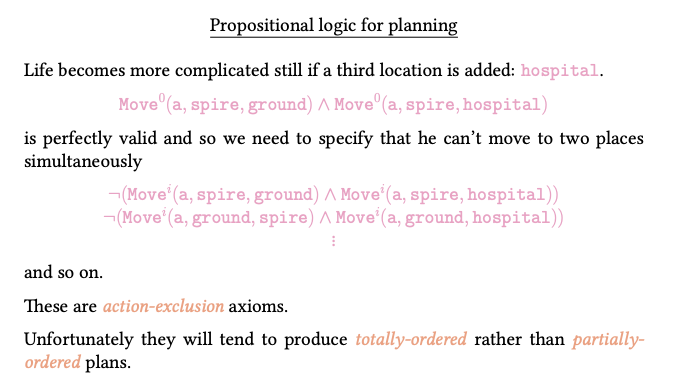 Propositional logic for planning
Life becomes more complicated still if a third location is added: hospital.
Move⁰(a, spire, ground) ∧ Move⁰(a, spire, hospital)
is perfectly valid and so we need to specify that he can’t move to two places
simultaneously
¬(Moveⁱ(a, spire, ground) ∧ Moveⁱ(a, spire, hospital))
¬(Moveⁱ(a, ground, spire) ∧ Moveⁱ(a, ground, hospital))
⋮
and so on.
These are action-exclusion axioms.
Unfortunately they will tend to produce totally-ordered rather than partially-
ordered plans.